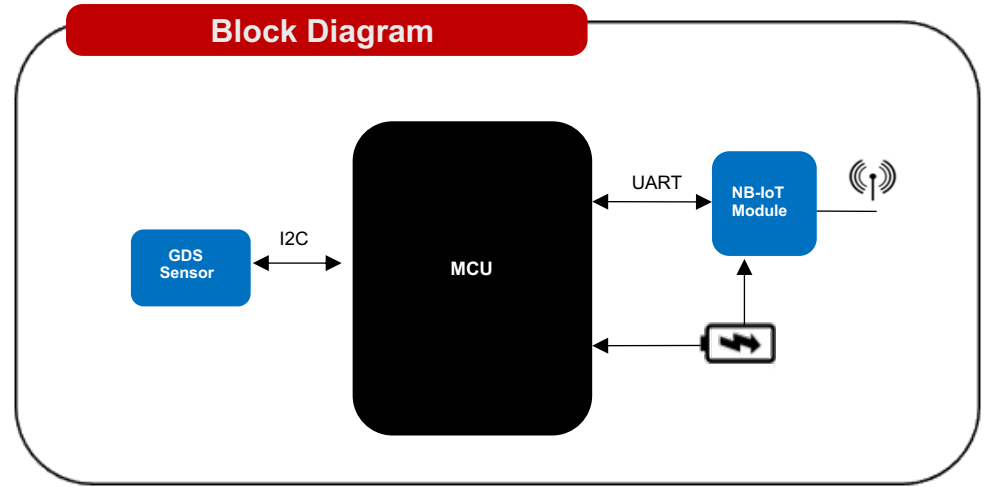 Block Diagram
UART
NB-IoT
Module
I2C
GDS
Sensor
MCU